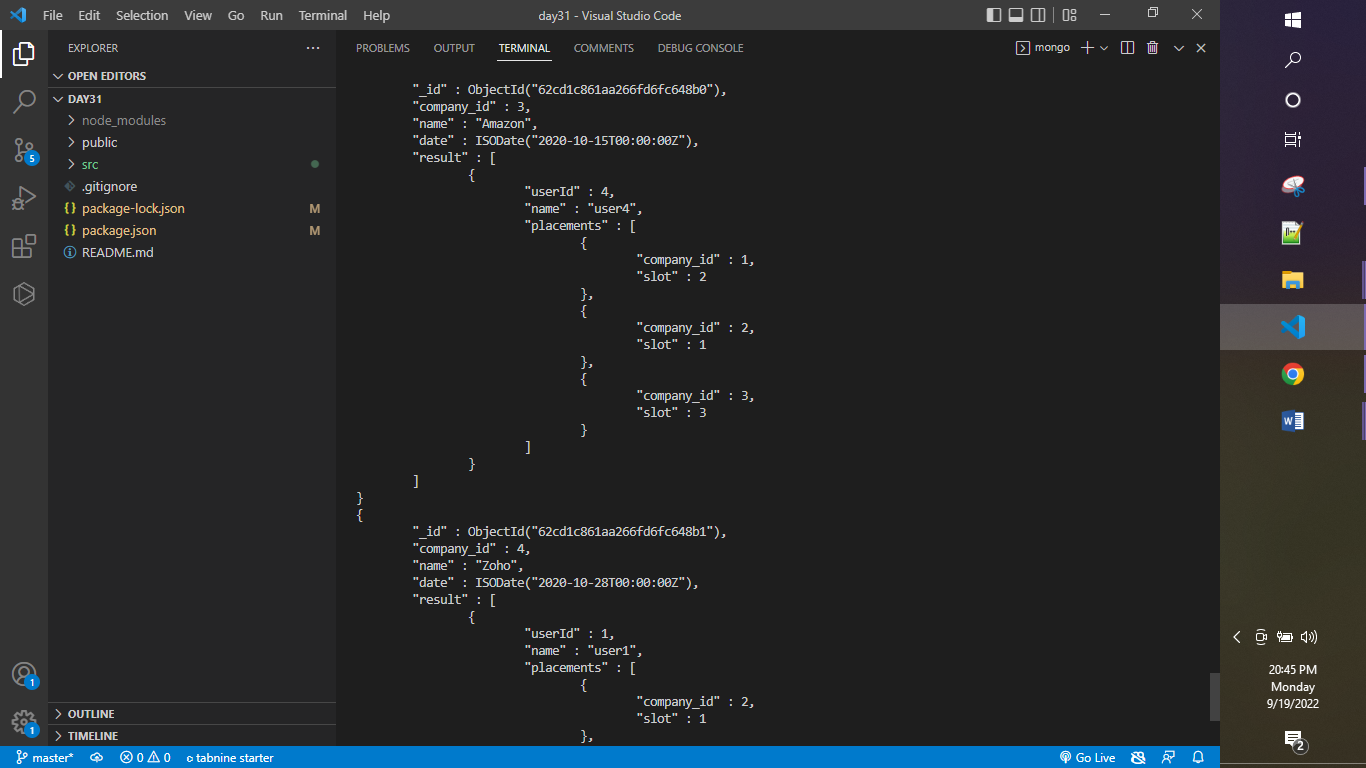 File Edit Selection View Go Run Terminal Help
day31 - Visual Studio Code
EXPLORER
OPEN EDITORS
DAY31
node_modules
public
src
.gitignore
{} package-lock.json M
{} package.json M
README.md
OUTLINE
TIMELINE
5
1
1
PROBLEMS OUTPUT TERMINAL COMMENTS DEBUG CONSOLE
mongo
"_id" : ObjectId("62cd1c861aa266fd6fc648b0"),
"company_id" : 3,
"name" : "Amazon",
"date" : ISODate("2020-10-15T00:00:00Z"),
"result" : [
{
"userId" : 4,
"name" : "user4",
"placements" : [
{
"company_id" : 1,
"slot" : 2
},
{
"company_id" : 2,
"slot" : 1
},
{
"company_id" : 3,
"slot" : 3
}
]
}
]
}
{
"_id" : ObjectId("62cd1c861aa266fd6fc648b1"),
"company_id" : 4,
"name" : "Zoho",
"date" : ISODate("2020-10-28T00:00:00Z"),
"result" : [
{
"userId" : 1,
"name" : "user1",
"placements" : [
{
"company_id" : 2,
"slot" : 1
},
master* 0 0 tabnine starter
Go Live
W
20:45 PM
Monday
9/19/2022
2